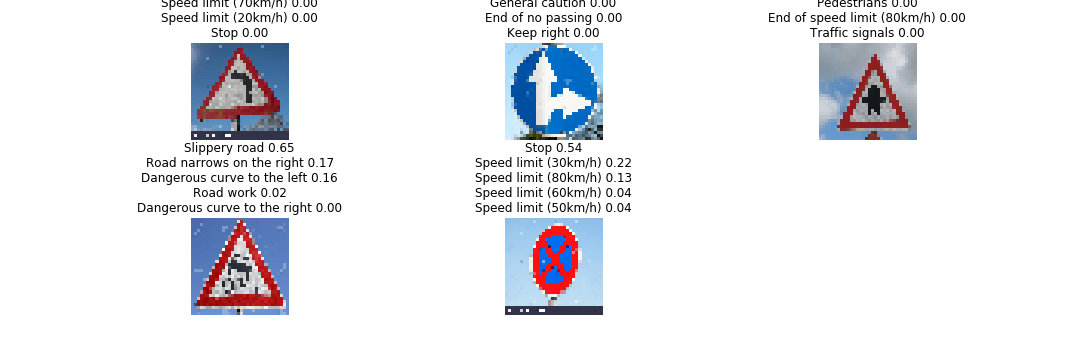 Speed limit (70km/h) 0.00
Speed limit (20km/h) 0.00
Stop 0.00
General caution 0.00
End of no passing 0.00
Keep right 0.00
Pedestrians 0.00
End of speed limit (80km/h) 0.00
Traffic signals 0.00
Slippery road 0.65
Road narrows on the right 0.17
Dangerous curve to the left 0.16
Road work 0.02
Dangerous curve to the right 0.00
Stop 0.54
Speed limit (30km/h) 0.22
Speed limit (80km/h) 0.13
Speed limit (60km/h) 0.04
Speed limit (50km/h) 0.04